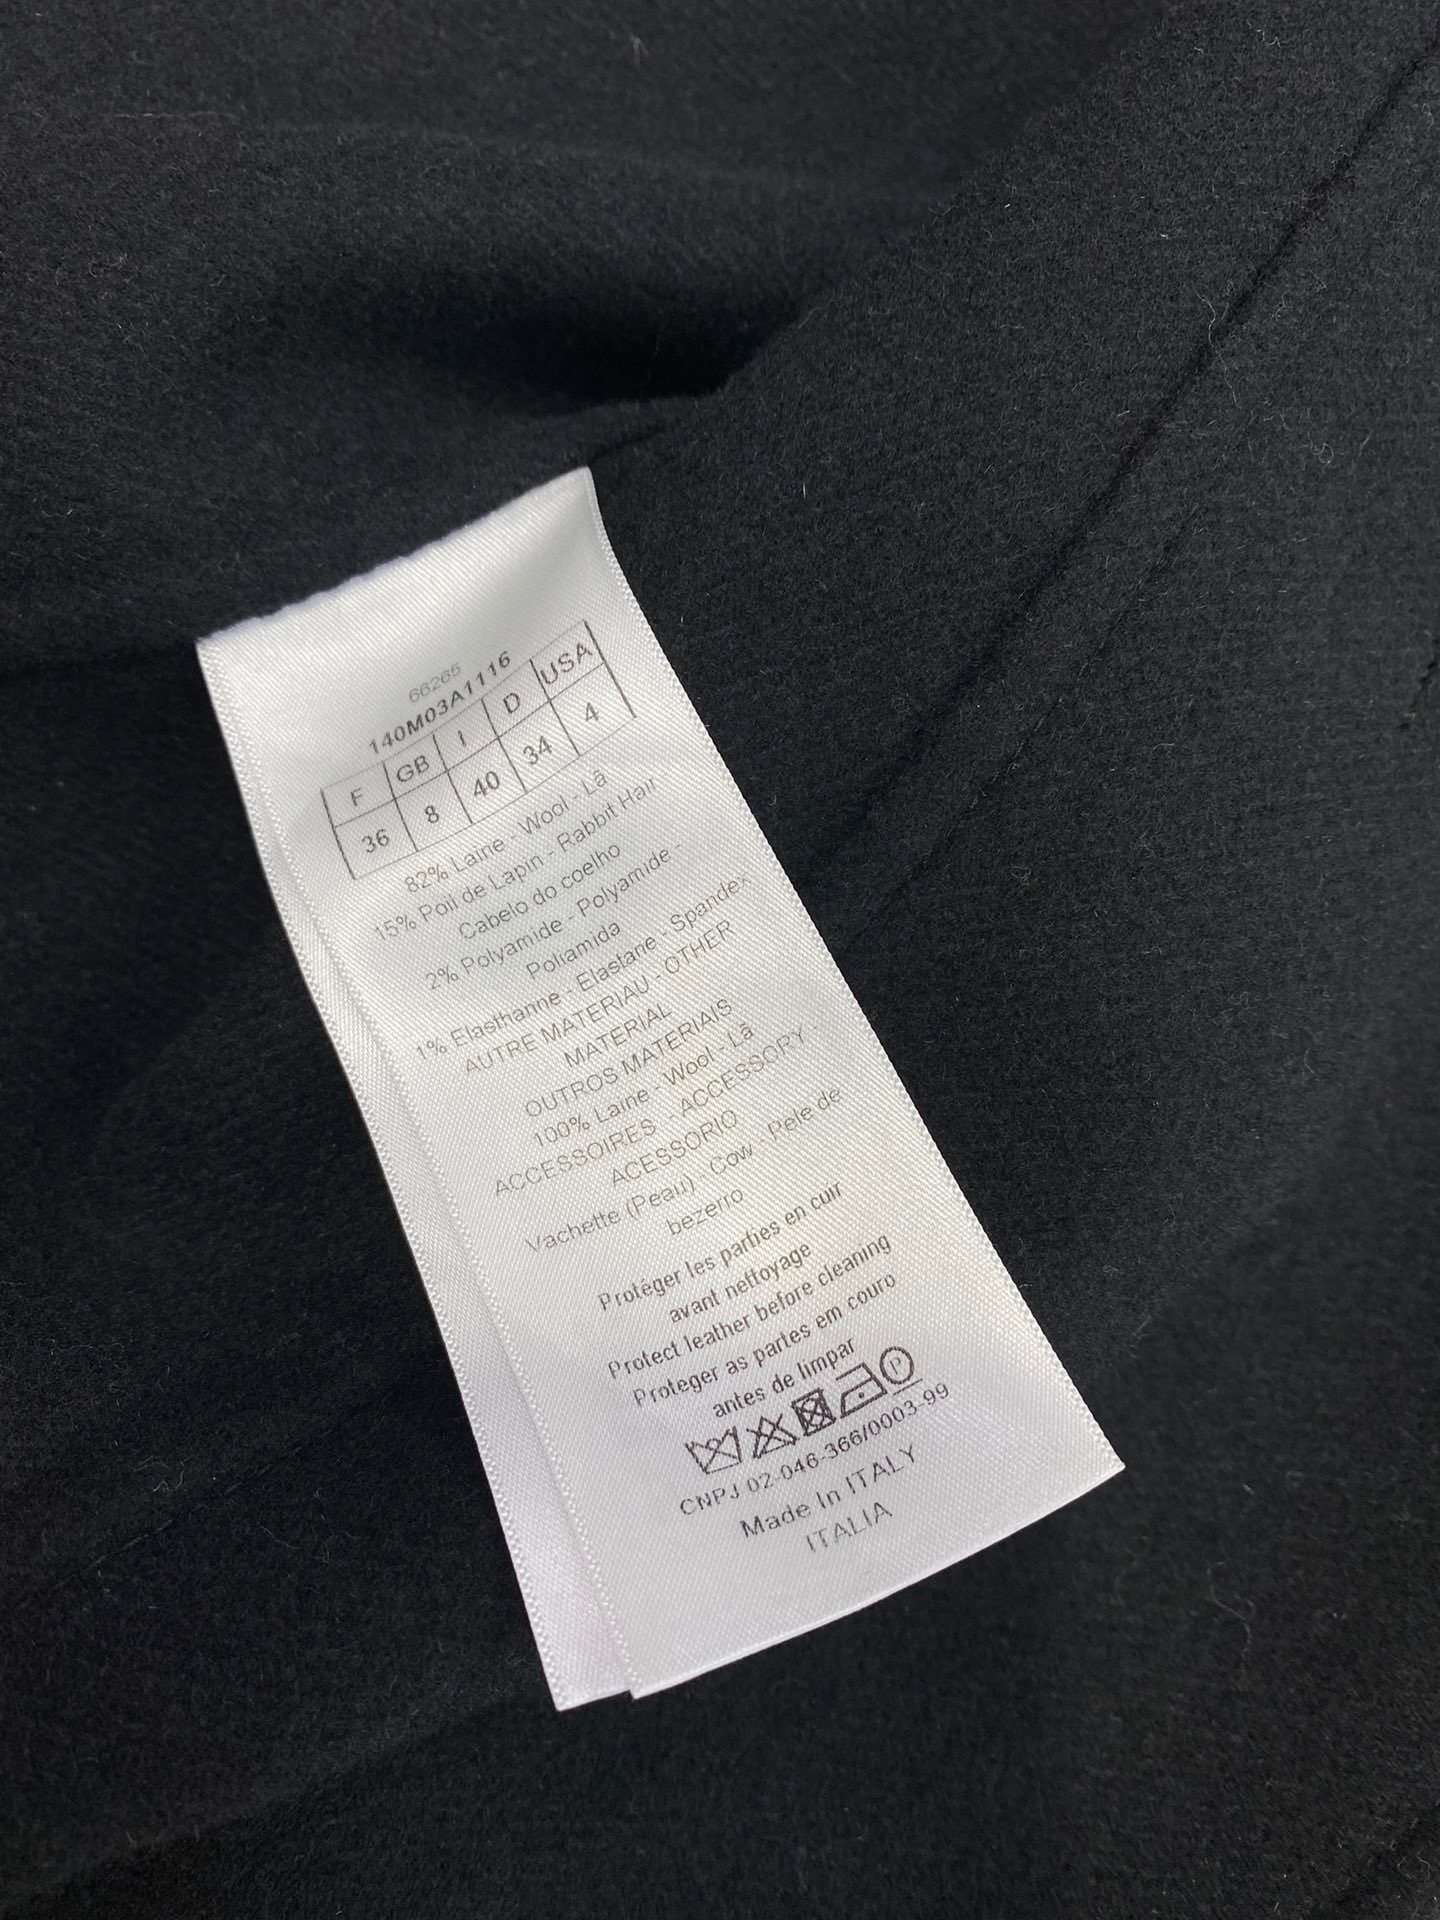 66265
140M03A1116
F GB I D USA
36 8 40 34 4
82% Laine - Wool - Lã
15% Poil de Lapin - Rabbit Hair
Cabelo do coelho
2% Polyamide - Polyamide -
Poliamida
1% Elasthanne - Elastane - Spandex
AUTRE MATERIAU - OTHER
MATERIAL
OUTROS MATERIAIS
100% Laine - Wool - Lã
ACCESSOIRES - ACCESSORY -
ACESSORIO
Vachette (Peau) - Cow - Pele de
bezerro
Protéger les parties en cuir
avant nettoyage
Protect leather before cleaning
Proteger as partes em couro
antes de limpar
P
CNPJ 02-046-366/0003-99
Made In ITALY
ITALIA